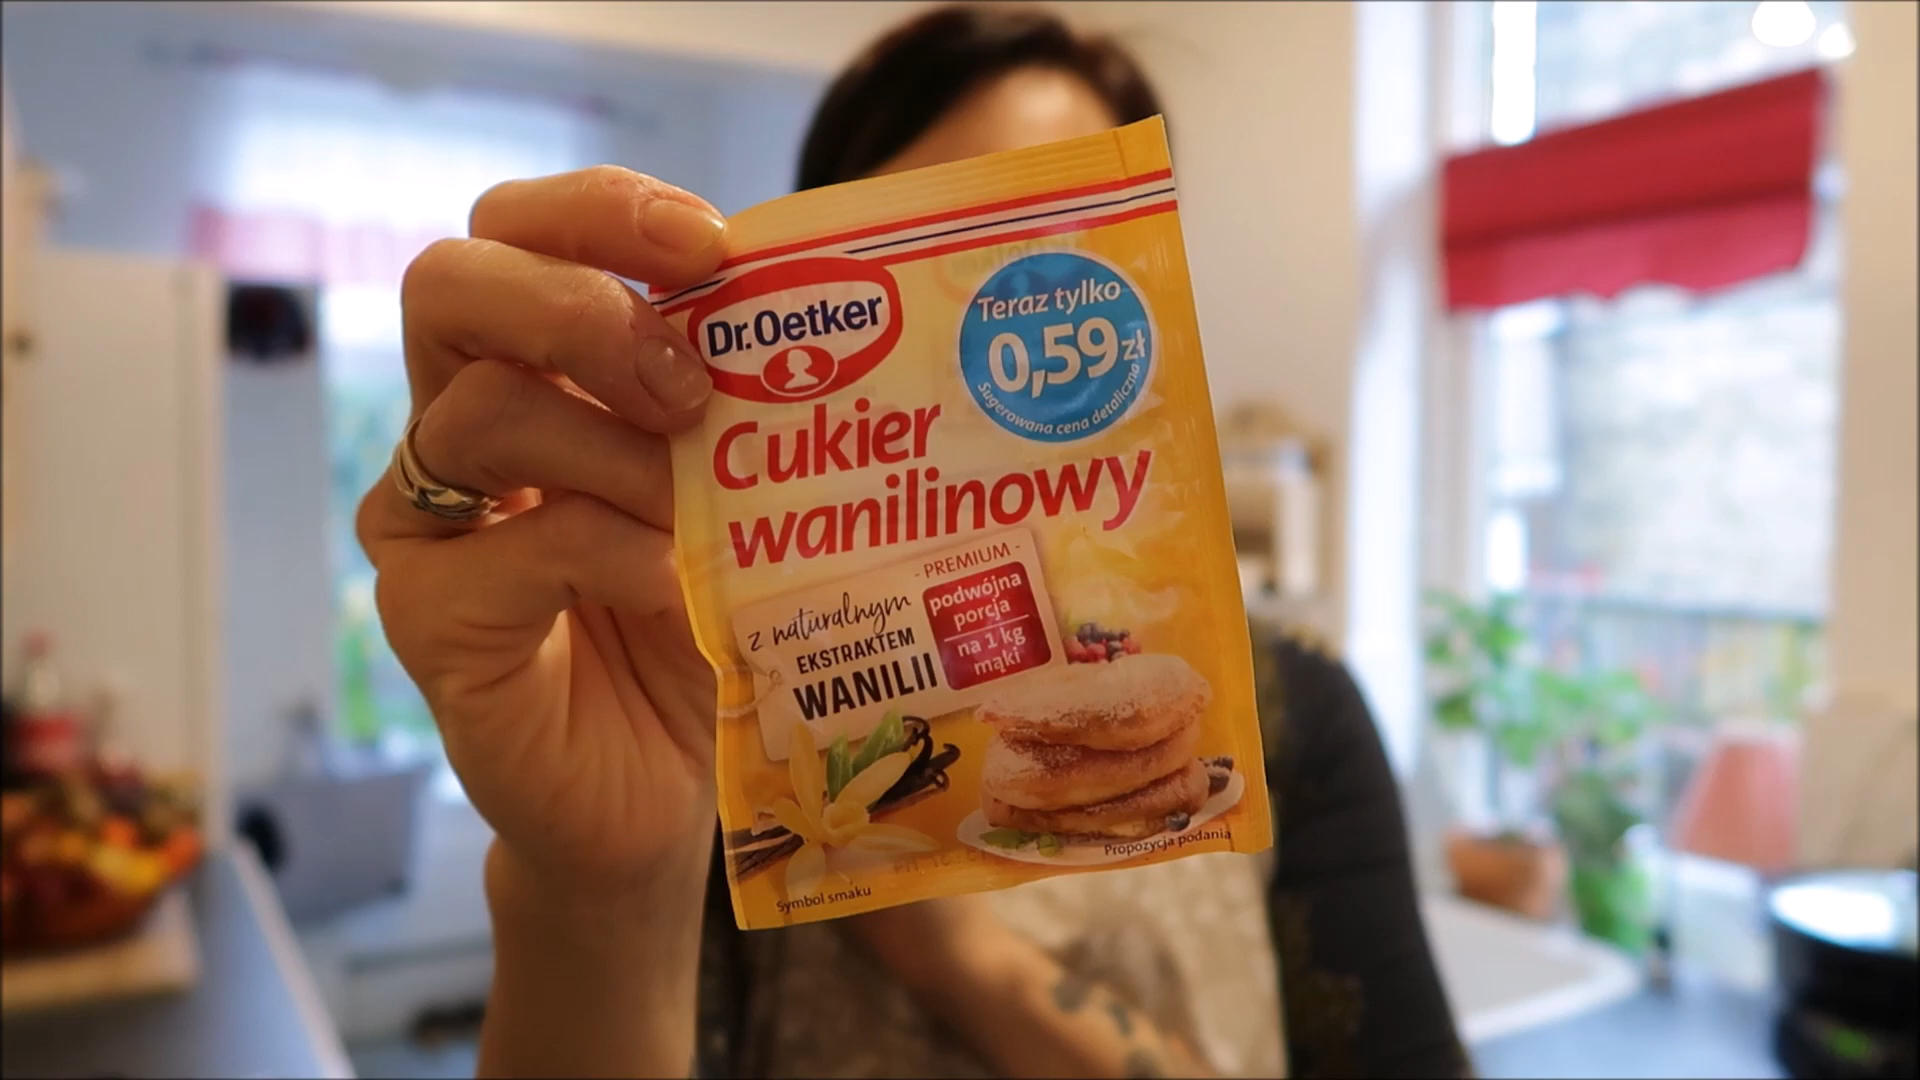 Dr.Oetker
Teraz tylko
0,59 zł
Sugerowana cena detaliczna
Cukier
wanilinowy
- PREMIUM -
z naturalnym
EKSTRAKTEM
WANILII
podwójna
porcja
na 1 kg
mąki
Propozycja podania
Symbol smaku